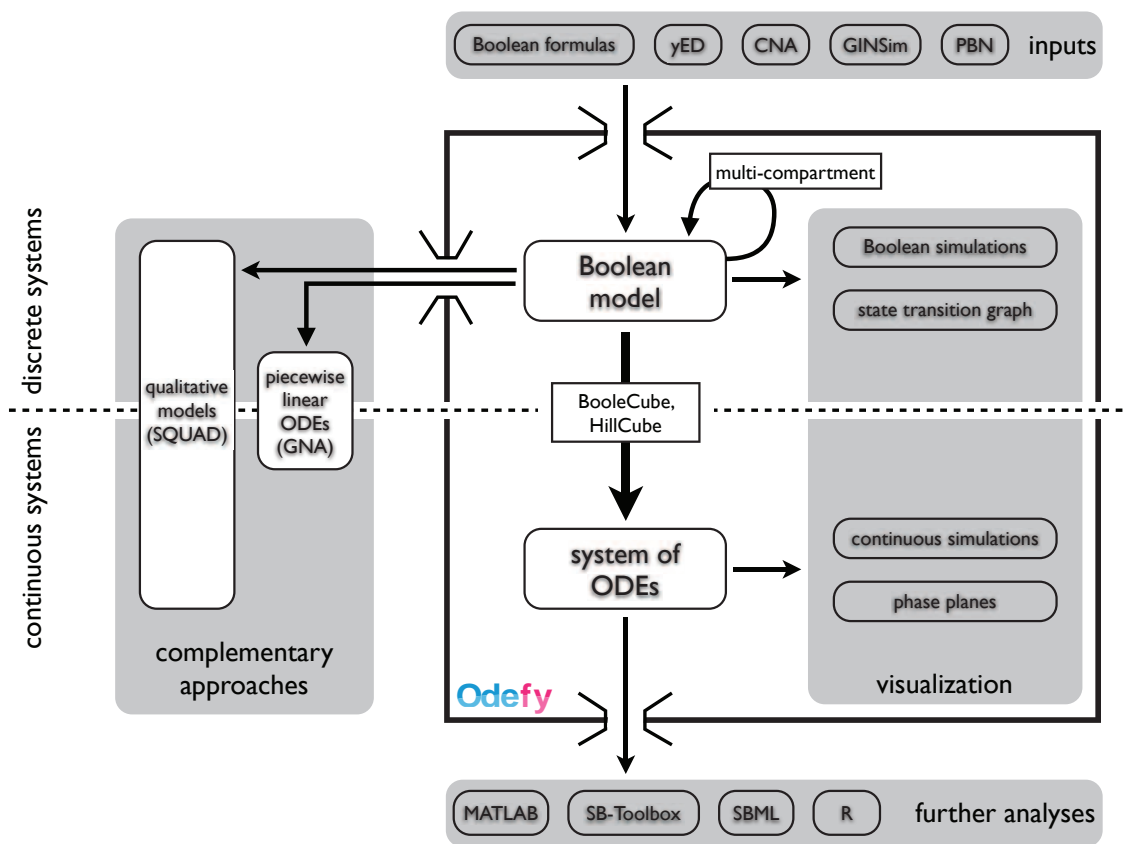 Boolean formulas
yED
CNA
GINSim
PBN
inputs
multi-compartment
discrete systems
Boolean
model
Boolean simulations
state transition graph
qualitative
models
(SQUAD)
piecewise
linear
ODEs
(GNA)
BooleCube,
HillCube
continuous systems
system of
ODEs
continuous simulations
phase planes
complementary
approaches
Odefy
visualization
MATLAB
SB-Toolbox
SBML
R
further analyses